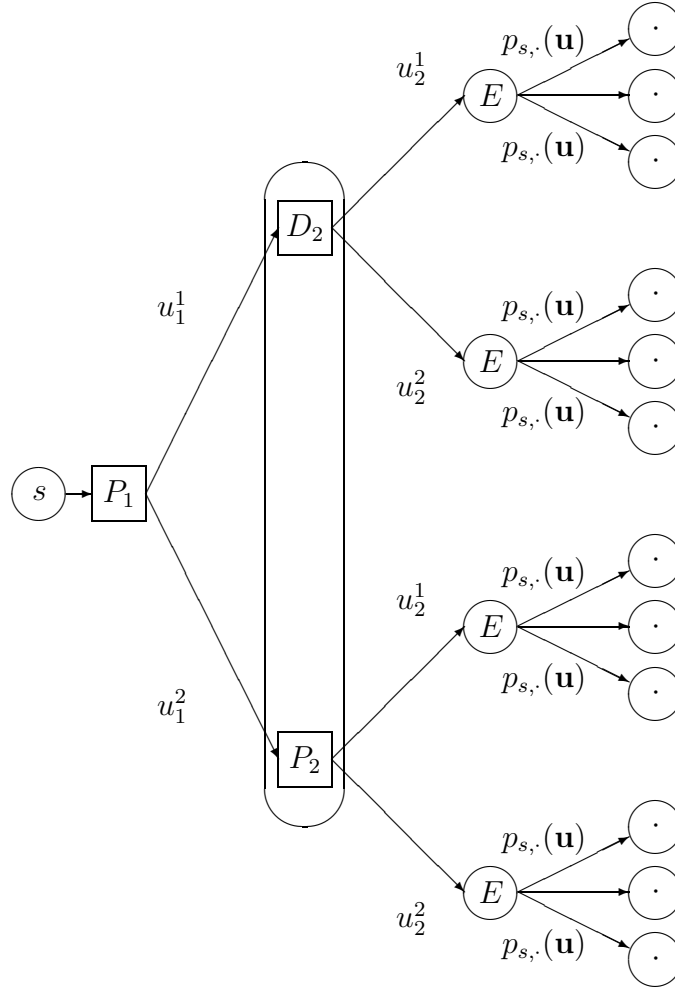 p_{s,·}(𝐮)
·
u_2^1
E
·
p_{s,·}(𝐮)
·
D_2
p_{s,·}(𝐮)
·
u_1^1
E
·
u_2^2
p_{s,·}(𝐮)
·
s
P_1
p_{s,·}(𝐮)
·
u_2^1
E
·
p_{s,·}(𝐮)
·
u_1^2
P_2
p_{s,·}(𝐮)
·
E
·
u_2^2
p_{s,·}(𝐮)
·